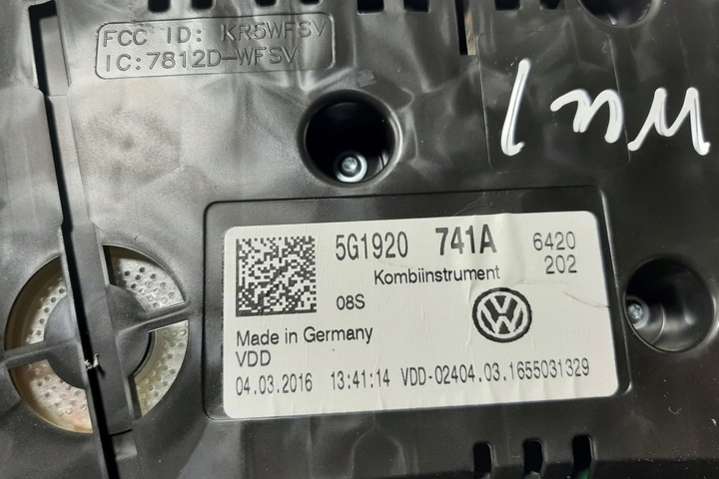 FCC ID: KR5WFSV
IC:7812D-WFSV
5G1920 741A 6420
202
Kombiinstrument
08S
Made in Germany
VDD
04.03.2016 13:41:14 VDD-02404.03.1655031329